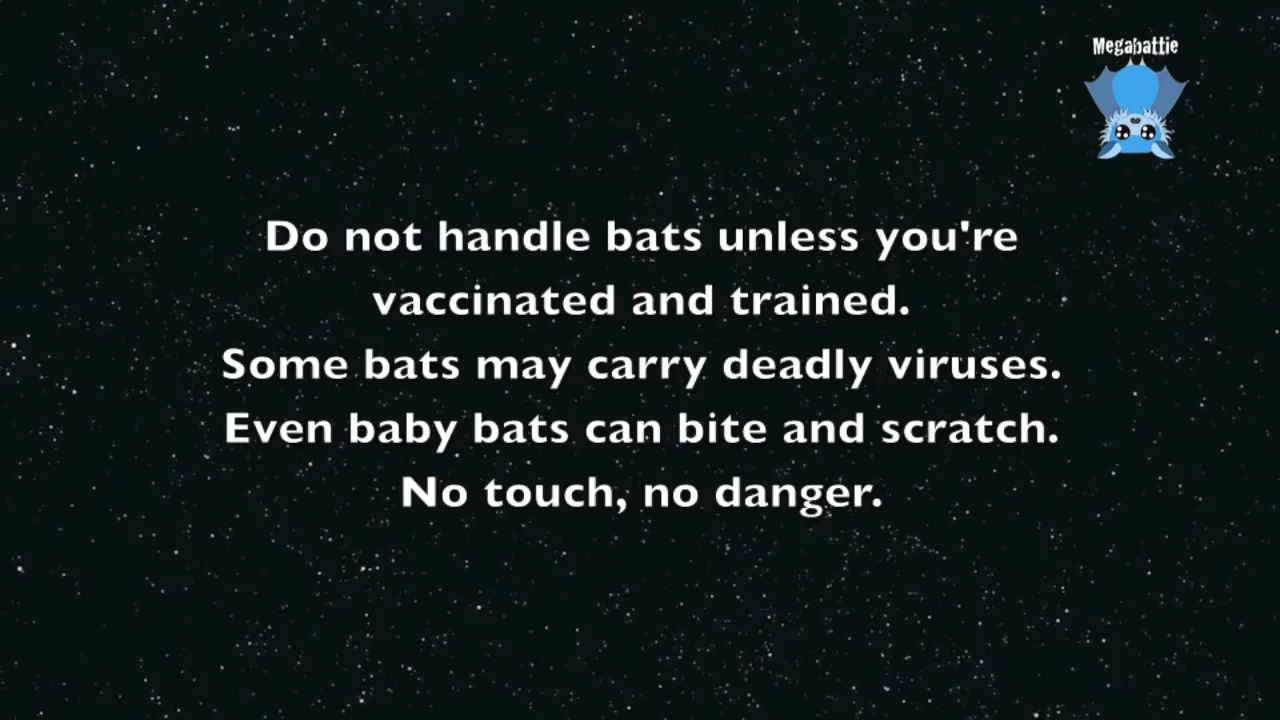 Megabattie
Do not handle bats unless you're
vaccinated and trained.
Some bats may carry deadly viruses.
Even baby bats can bite and scratch.
No touch, no danger.